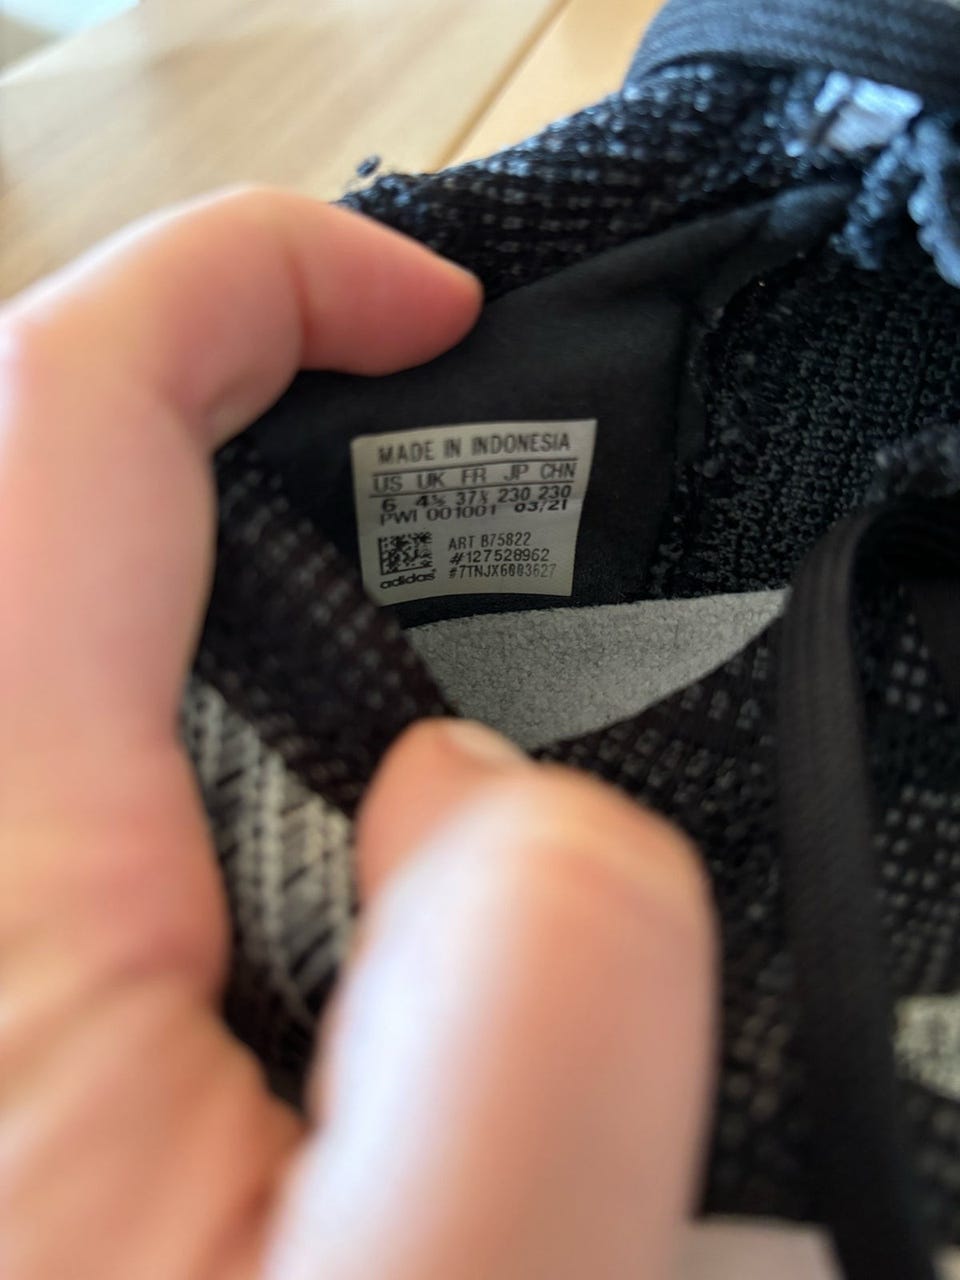 MADE IN INDONESIA
US UK FR JP CHN
6 4½ 37⅓ 230 230
PWI 001001 03/21
ART B75822
#127528962
#7TNJX6003627
adidas